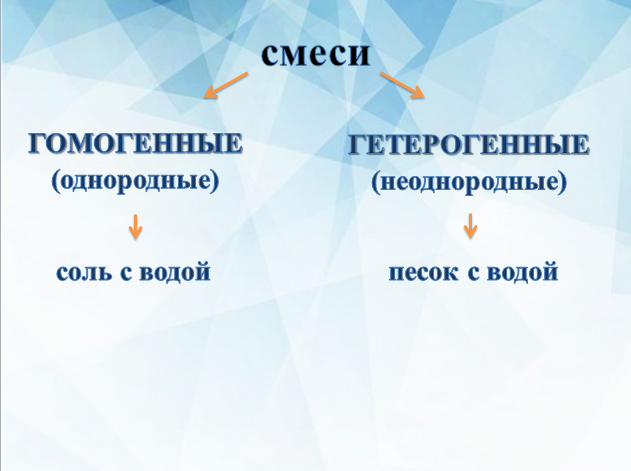 смеси
ГОМОГЕННЫЕ
(однородные)
соль с водой
ГЕТЕРОГЕННЫЕ
(неоднородные)
песок с водой